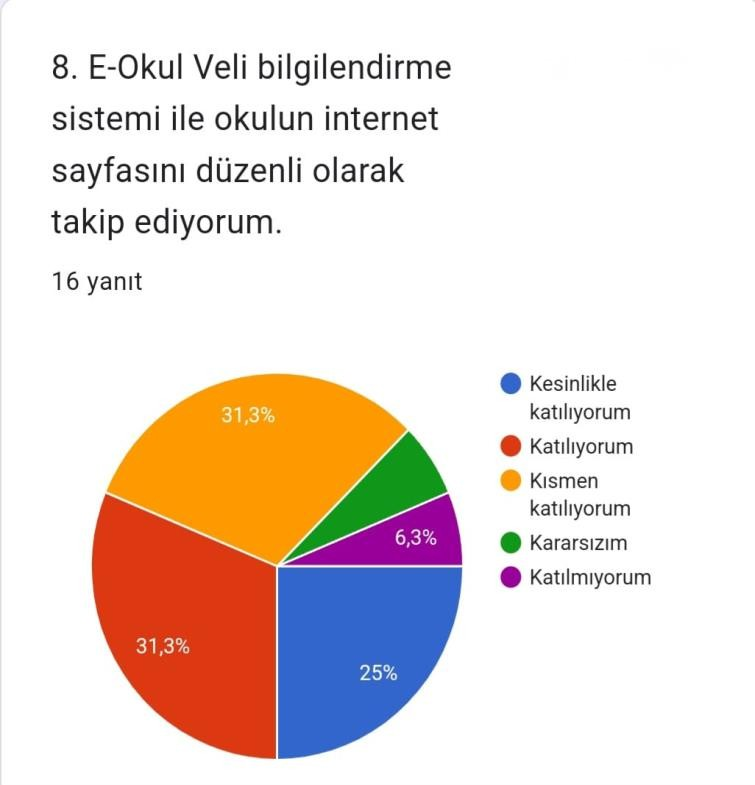 8. E-Okul Veli bilgilendirme
sistemi ile okulun internet
sayfasını düzenli olarak
takip ediyorum.
16 yanıt
31,3%
6,3%
31,3%
25%
Kesinlikle
katılıyorum
Katılıyorum
Kısmen
katılıyorum
Kararsızım
Katılmıyorum